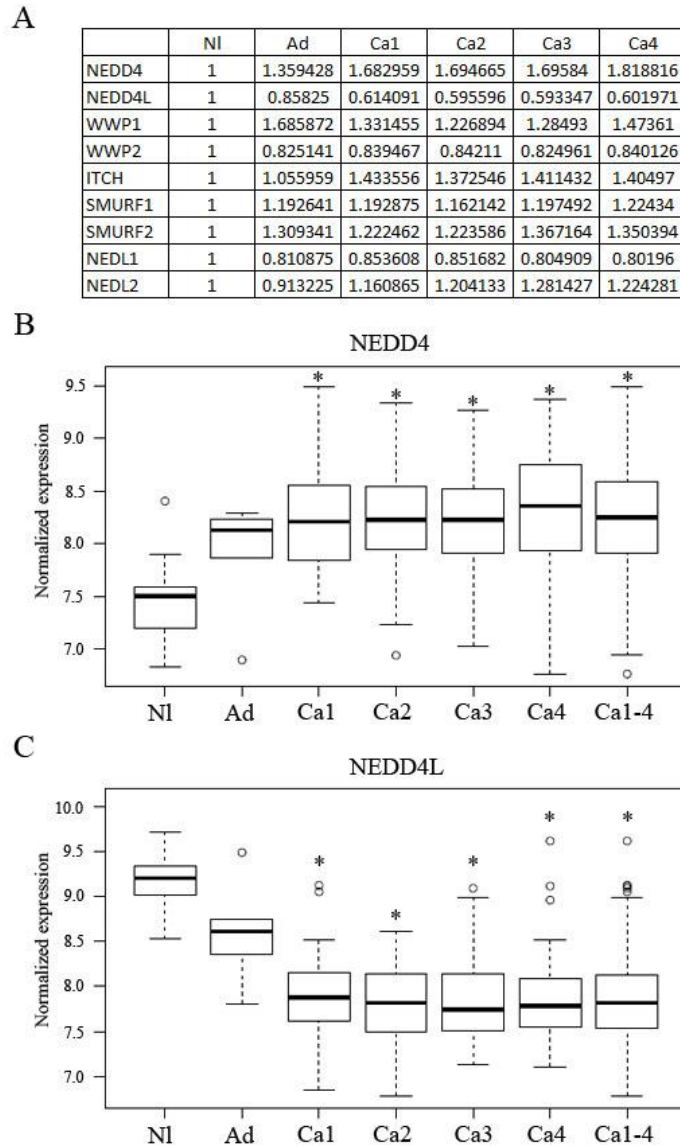 A
Nl Ad Ca1 Ca2 Ca3 Ca4
NEDD4 1 1.359428 1.682959 1.694665 1.69584 1.818816
NEDD4L 1 0.85825 0.614091 0.595596 0.593347 0.601971
WWP1 1 1.685872 1.331455 1.226894 1.28493 1.47361
WWP2 1 0.825141 0.839467 0.84211 0.824961 0.840126
ITCH 1 1.055959 1.433556 1.372546 1.411432 1.40497
SMURF1 1 1.192641 1.192875 1.162142 1.197492 1.22434
SMURF2 1 1.309341 1.222462 1.223586 1.367164 1.350394
NEDL1 1 0.810875 0.853608 0.851682 0.804909 0.80196
NEDL2 1 0.913225 1.160865 1.204133 1.281427 1.224281
B
NEDD4
Normalized expression
9.5
9.0
8.5
8.0
7.5
7.0
* * * * *
Nl Ad Ca1 Ca2 Ca3 Ca4 Ca1-4
C
NEDD4L
Normalized expression
10.0
9.5
9.0
8.5
8.0
7.5
7.0
* * * * *
Nl Ad Ca1 Ca2 Ca3 Ca4 Ca1-4